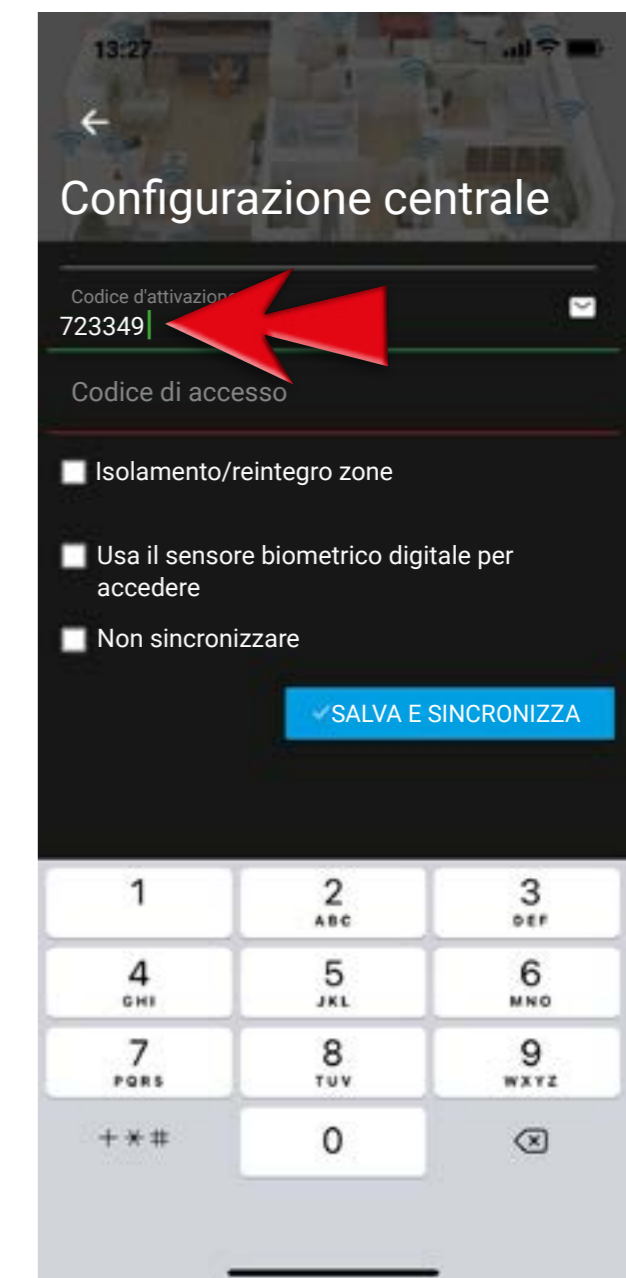 13:27
Configurazione centrale
Codice d'attivazione
723349
Codice di accesso
Isolamento/reintegro zone
Usa il sensore biometrico digitale per
accedere
Non sincronizzare
SALVA E SINCRONIZZA
1 2 3
ABC DEF
4 5 6
GHI JKL MNO
7 8 9
PQRS TUV WXYZ
+ * # 0